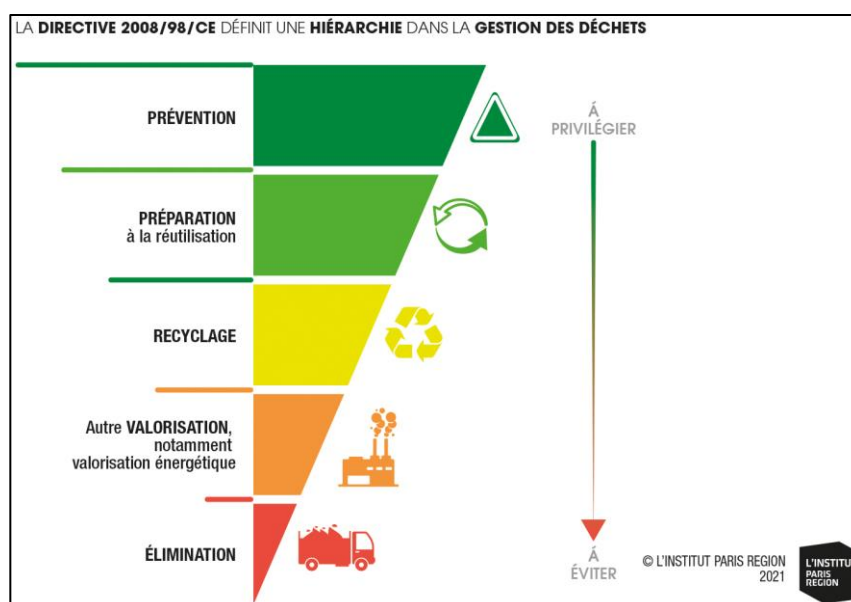 LA DIRECTIVE 2008/98/CE DÉFINIT UNE HIÉRARCHIE DANS LA GESTION DES DÉCHETS
PRÉVENTION
Á
PRIVILÉGIER
PRÉPARATION
à la réutilisation
RECYCLAGE
Autre VALORISATION,
notamment
valorisation énergétique
ÉLIMINATION
Á
ÉVITER
© L'INSTITUT PARIS REGION
2021
L'INSTITUT
PARIS
REGION